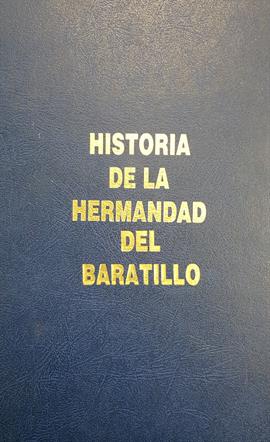 HISTORIA
DE LA
HERMANDAD
DEL
BARATILLO